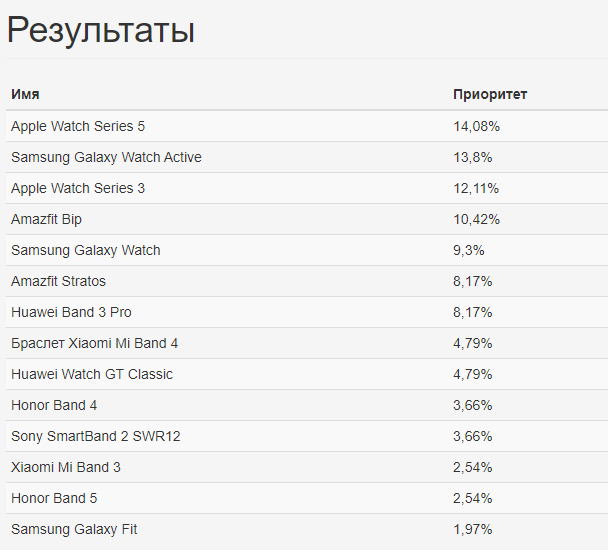 Результаты
Имя Приоритет
Apple Watch Series 5 14,08%
Samsung Galaxy Watch Active 13,8%
Apple Watch Series 3 12,11%
Amazfit Bip 10,42%
Samsung Galaxy Watch 9,3%
Amazfit Stratos 8,17%
Huawei Band 3 Pro 8,17%
Браслет Xiaomi Mi Band 4 4,79%
Huawei Watch GT Classic 4,79%
Honor Band 4 3,66%
Sony SmartBand 2 SWR12 3,66%
Xiaomi Mi Band 3 2,54%
Honor Band 5 2,54%
Samsung Galaxy Fit 1,97%